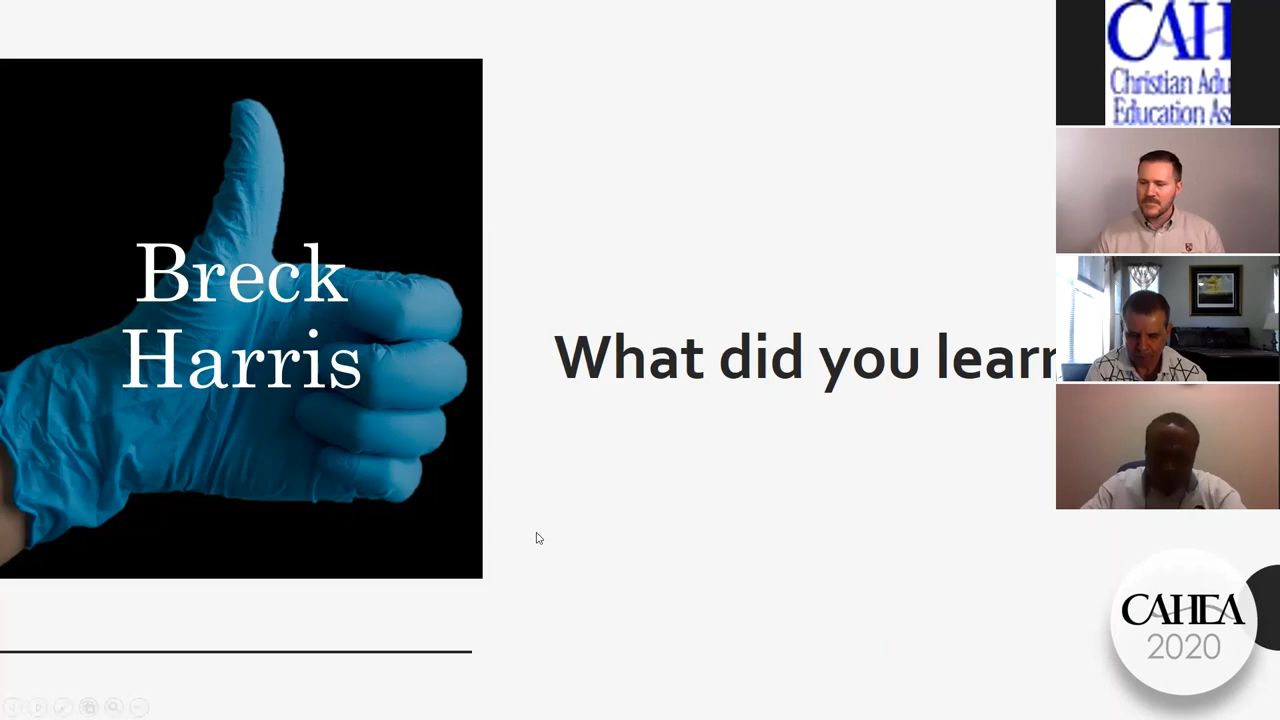 Breck
Harris
What did you learn
CAH
Christian Adu
Education As
CAHEA
2020